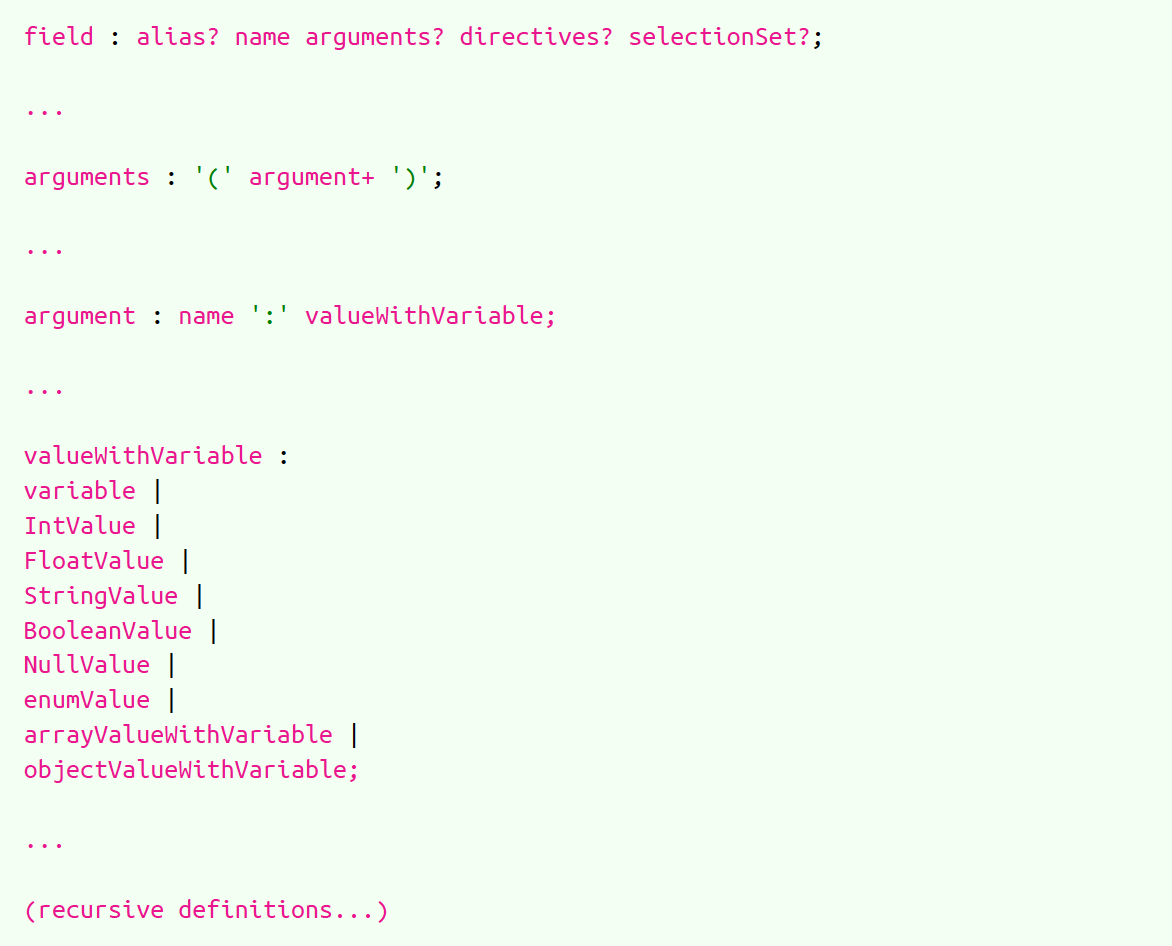 field : alias? name arguments? directives? selectionSet?;
...
arguments : '(' argument+ ')';
...
argument : name ':' valueWithVariable;
...
valueWithVariable :
variable |
IntValue |
FloatValue |
StringValue |
BooleanValue |
NullValue |
enumValue |
arrayValueWithVariable |
objectValueWithVariable;
...
(recursive definitions...)